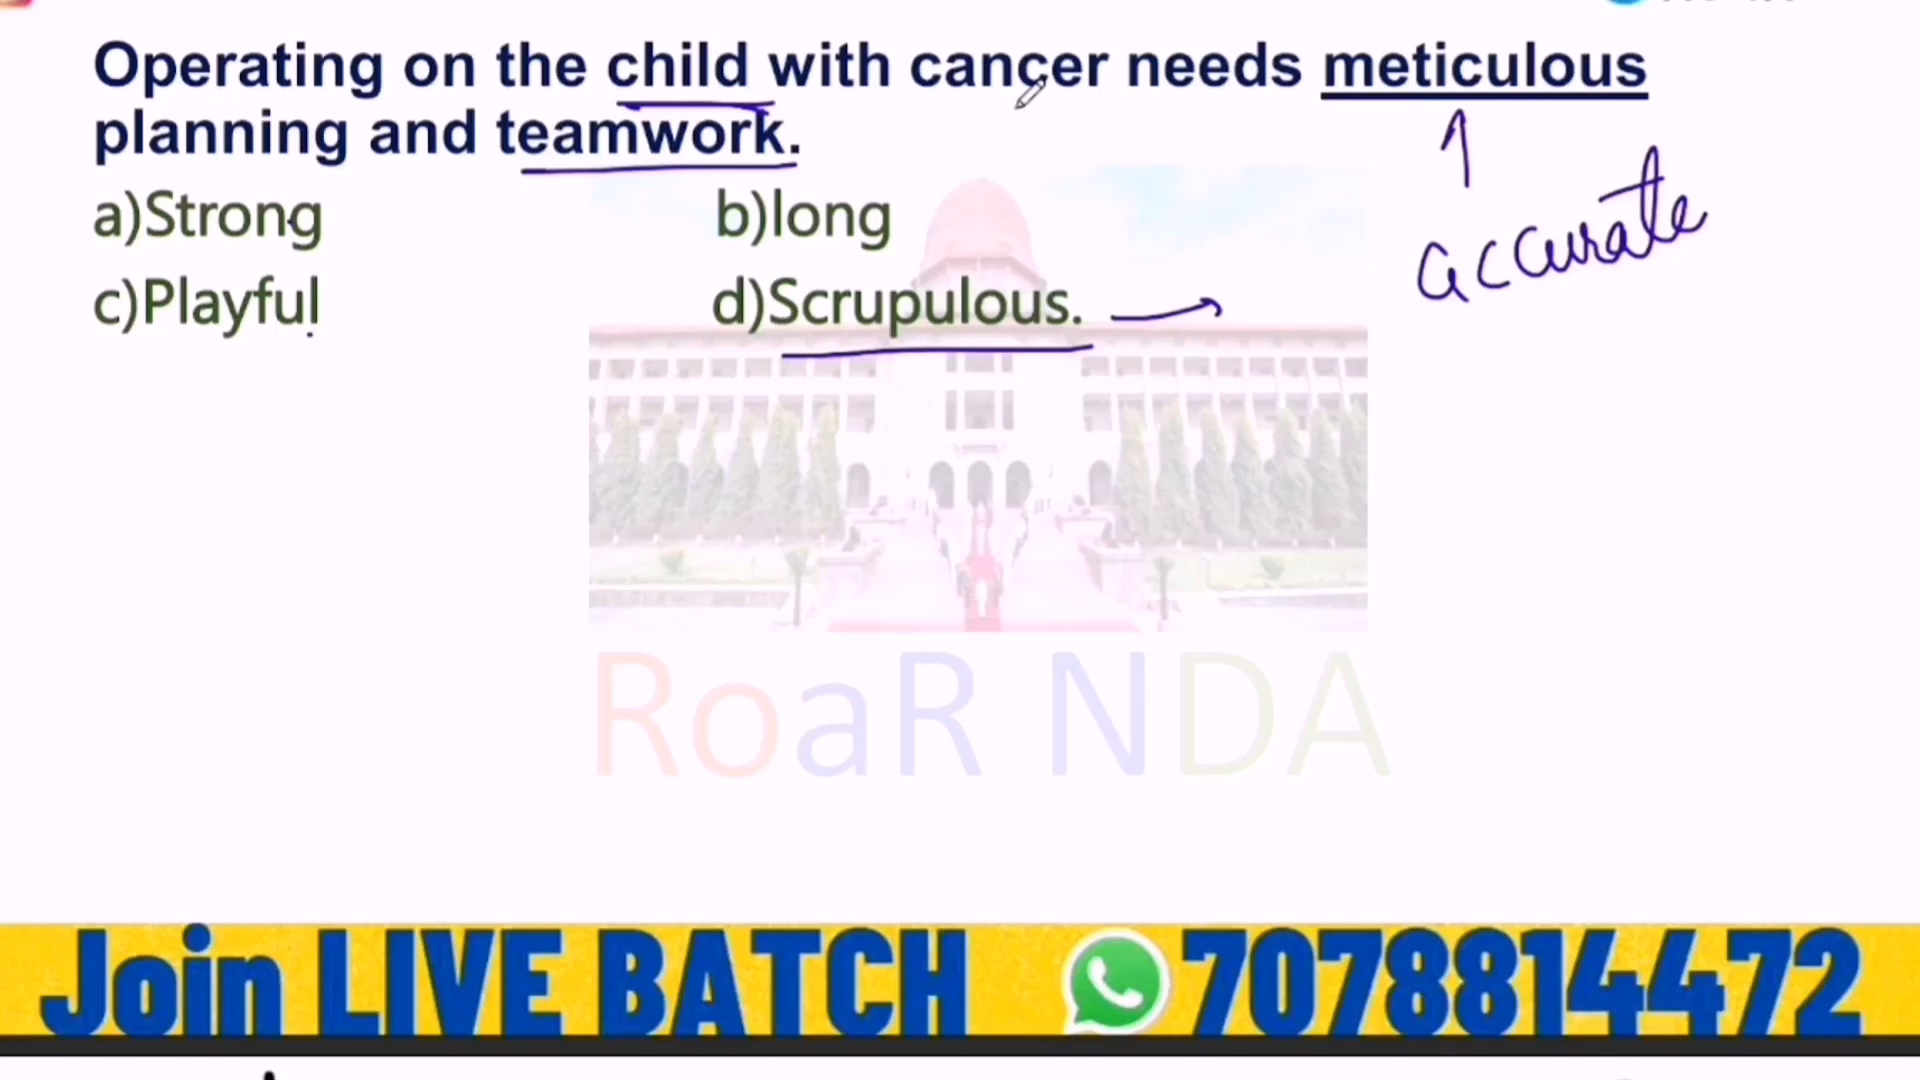 Operating on the child with cancer needs meticulous
planning and teamwork.
accurate
a)Strong b)long
c)Playful d)Scrupulous.
RoaR NDA
Join LIVE BATCH 7078814472